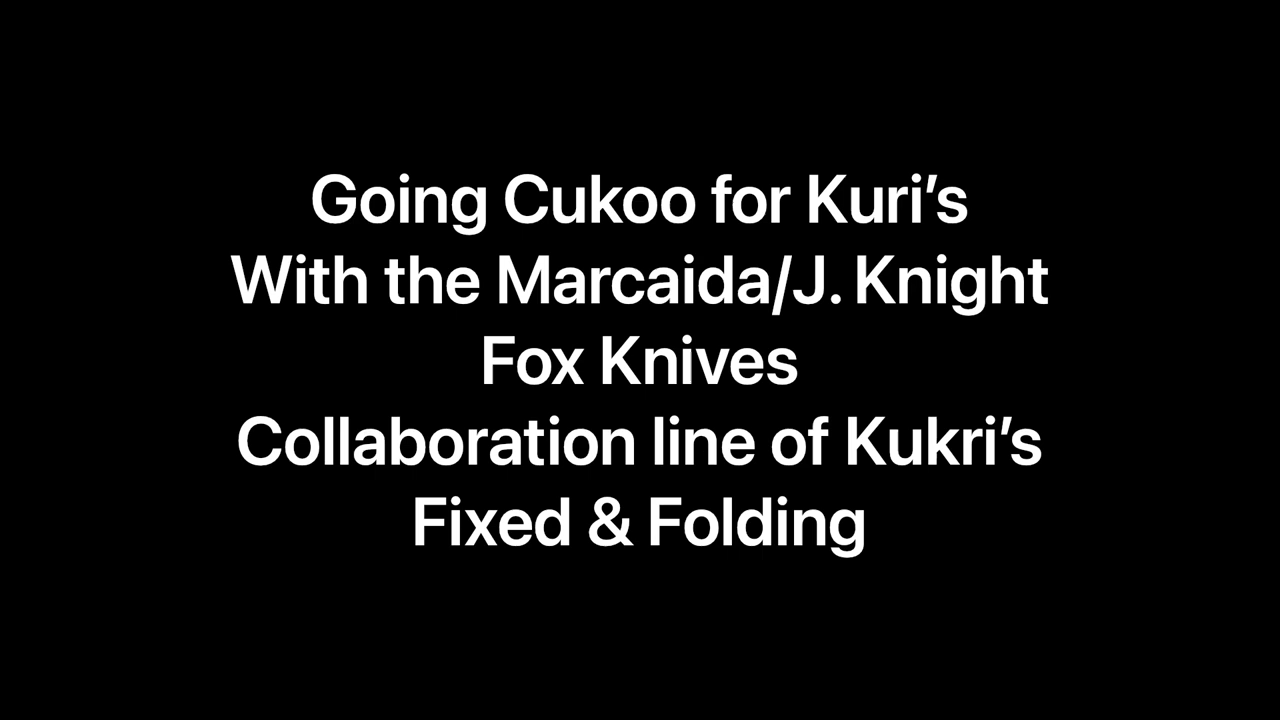 Going Cukoo for Kuri’s
With the Marcaida/J. Knight
Fox Knives
Collaboration line of Kukri’s
Fixed & Folding